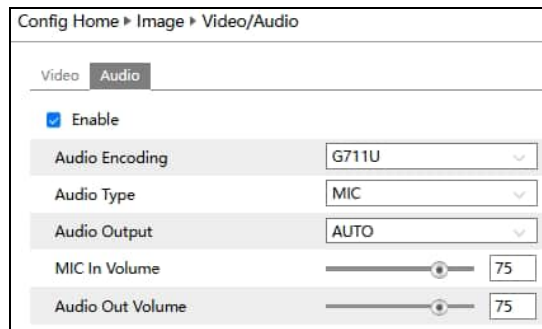 Config Home ▸ Image ▸ Video/Audio
Video Audio
Enable
Audio Encoding G711U
Audio Type MIC
Audio Output AUTO
MIC In Volume 75
Audio Out Volume 75